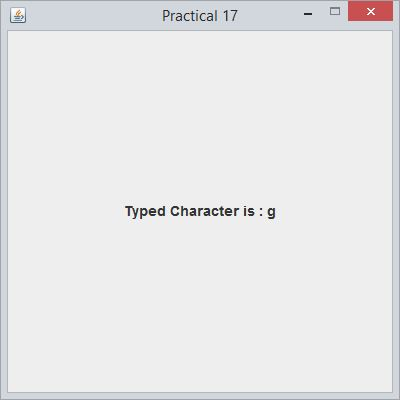 Practical 17
Typed Character is : g